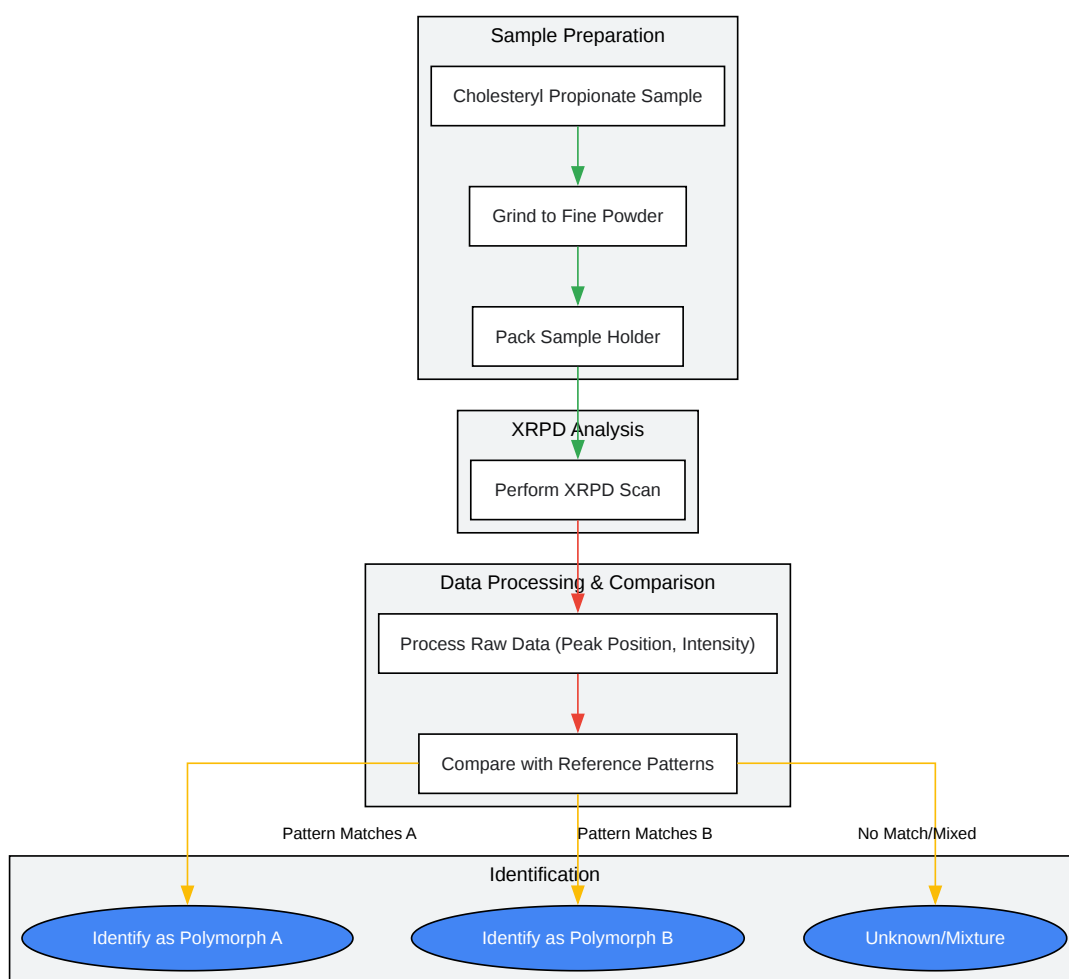 Sample Preparation
Cholesteryl Propionate Sample
Grind to Fine Powder
Pack Sample Holder
XRPD Analysis
Perform XRPD Scan
Data Processing & Comparison
Process Raw Data (Peak Position, Intensity)
Compare with Reference Patterns
Pattern Matches A
Pattern Matches B
No Match/Mixed
Identification
Identify as Polymorph A
Identify as Polymorph B
Unknown/Mixture